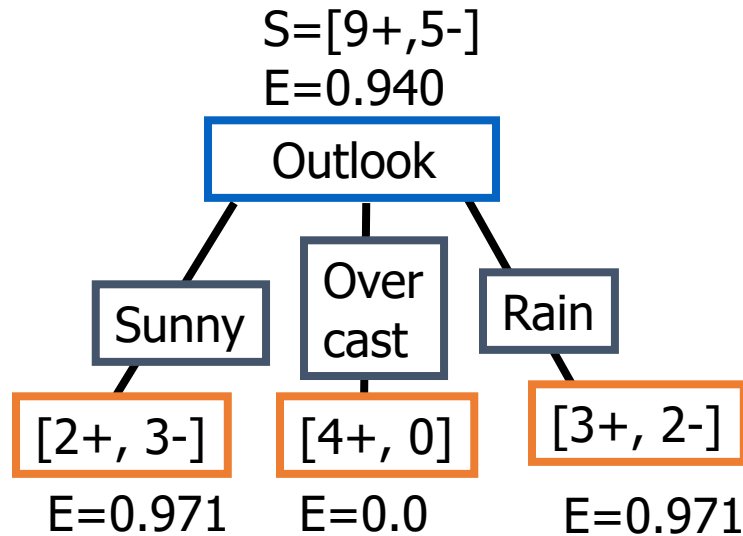 S=[9+,5-]
E=0.940
Outlook
Sunny
Over
cast
Rain
[2+, 3-]
[4+, 0]
[3+, 2-]
E=0.971
E=0.0
E=0.971